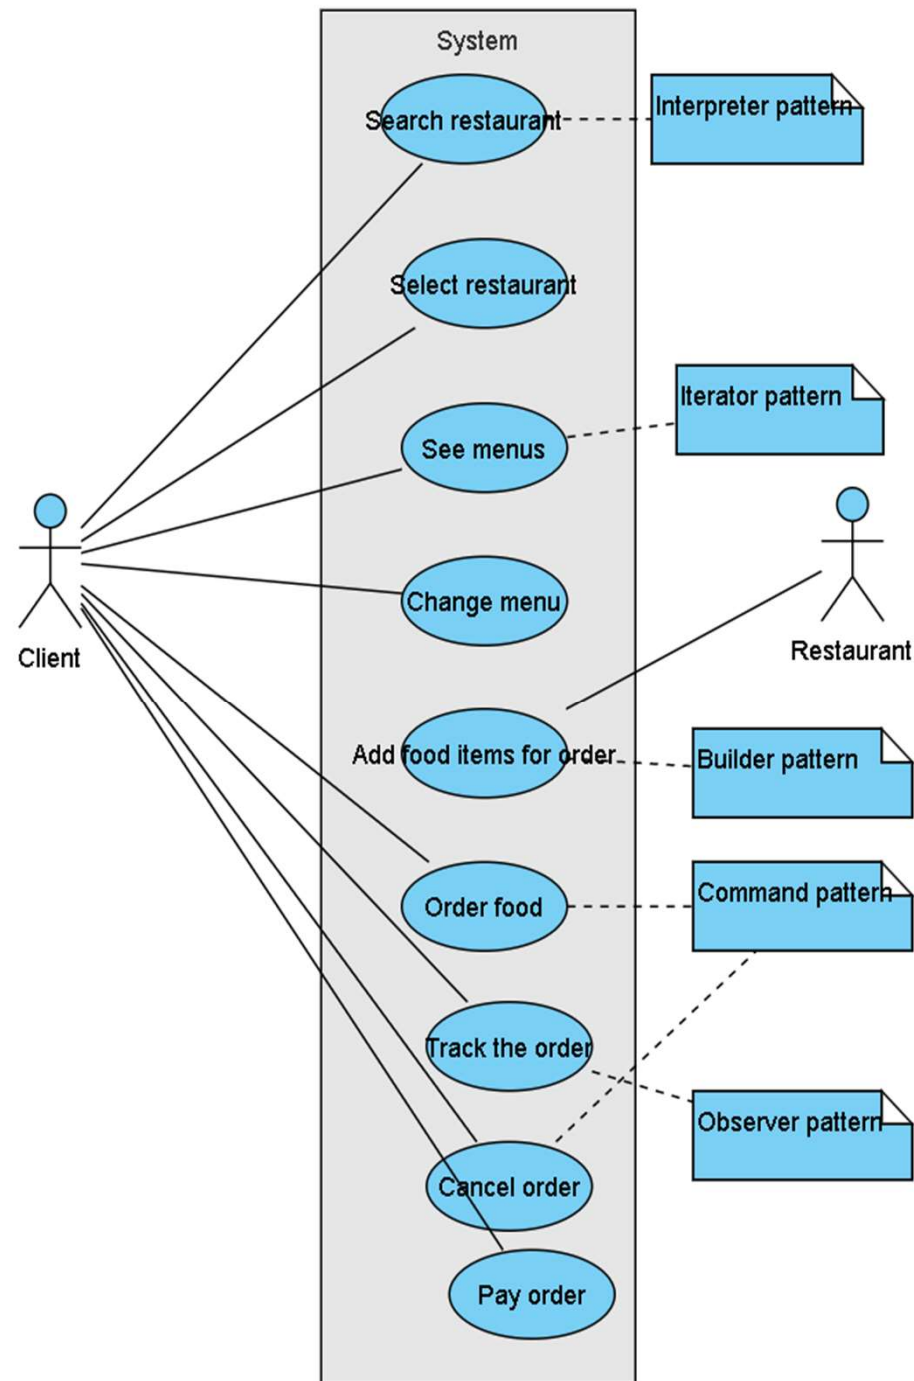 System
Search restaurant
Interpreter pattern
Select restaurant
Iterator pattern
See menus
Change menu
Client
Restaurant
Add food items for order
Builder pattern
Order food
Command pattern
Track the order
Observer pattern
Cancel order
Pay order